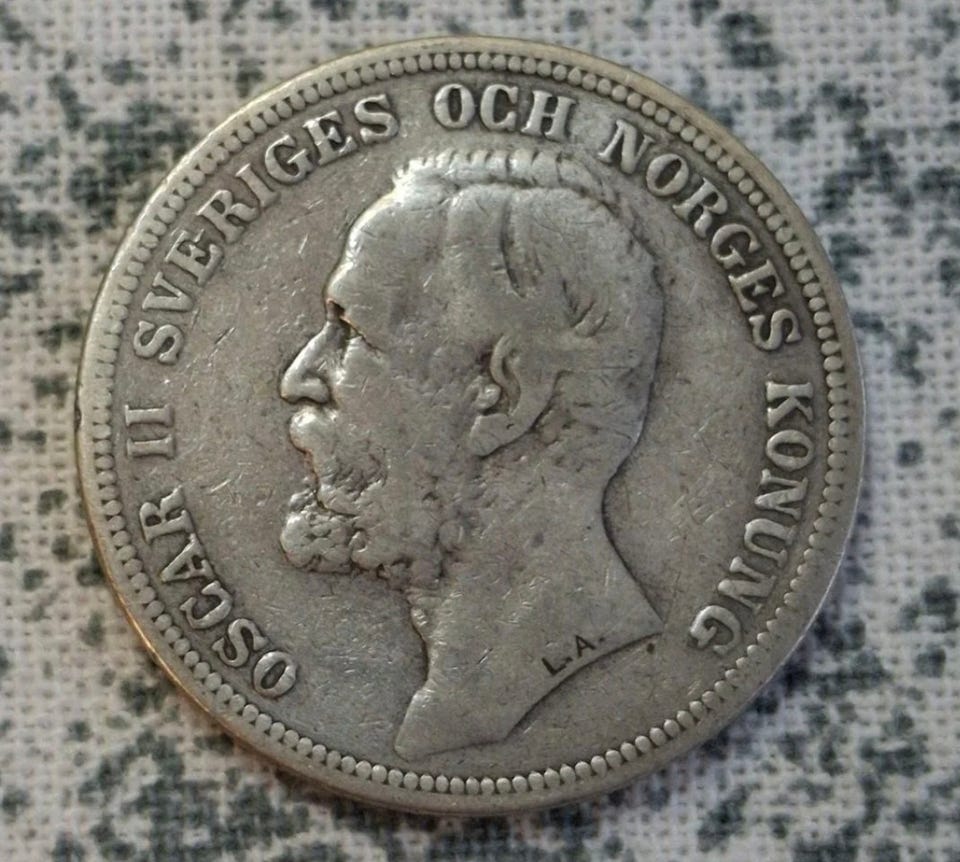 OSCAR II SVERIGES OCH NORGES KONUNG
L.A.